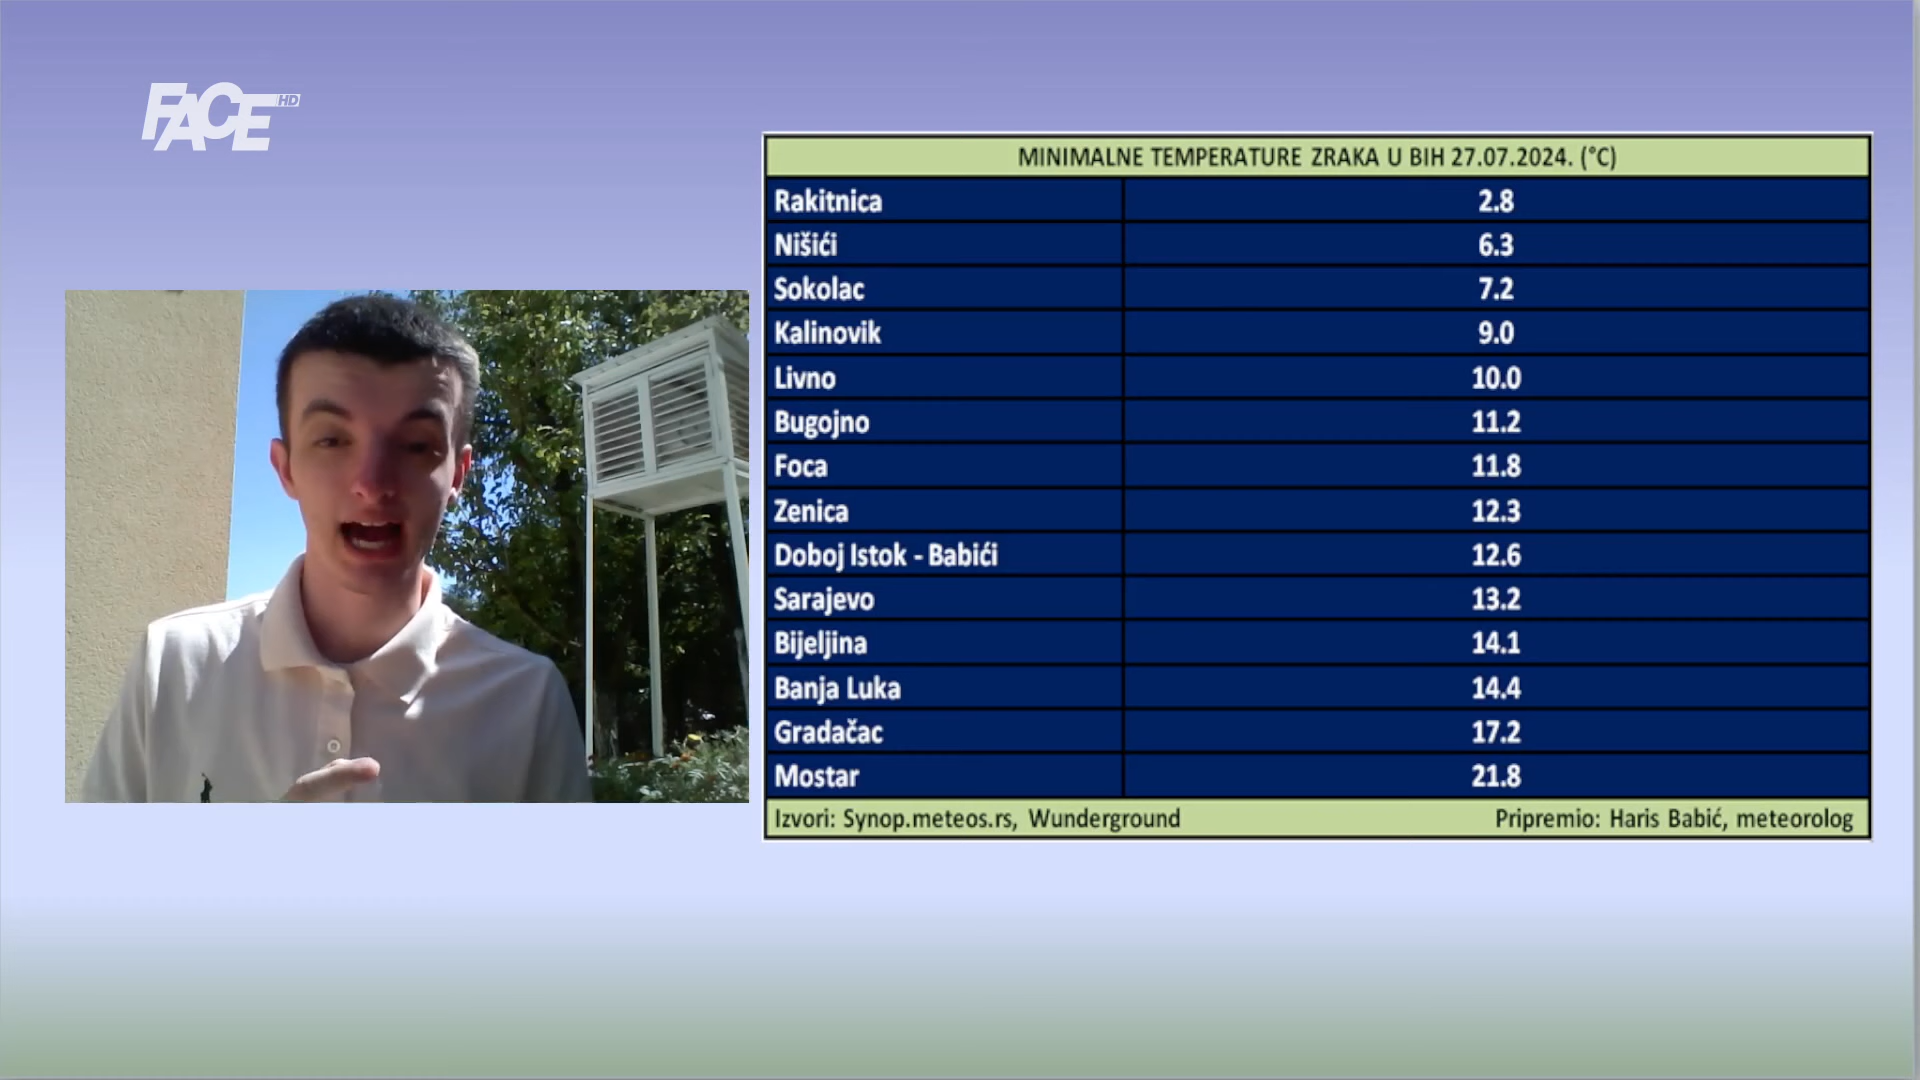 FACE HD
MINIMALNE TEMPERATURE ZRAKA U BIH 27.07.2024. (°C)
Rakitnica 2.8
Nišići 6.3
Sokolac 7.2
Kalinovik 9.0
Livno 10.0
Bugojno 11.2
Foca 11.8
Zenica 12.3
Doboj Istok - Babići 12.6
Sarajevo 13.2
Bijeljina 14.1
Banja Luka 14.4
Gradačac 17.2
Mostar 21.8
Izvori: Synop.meteos.rs, Wunderground Pripremio: Haris Babić, meteorolog